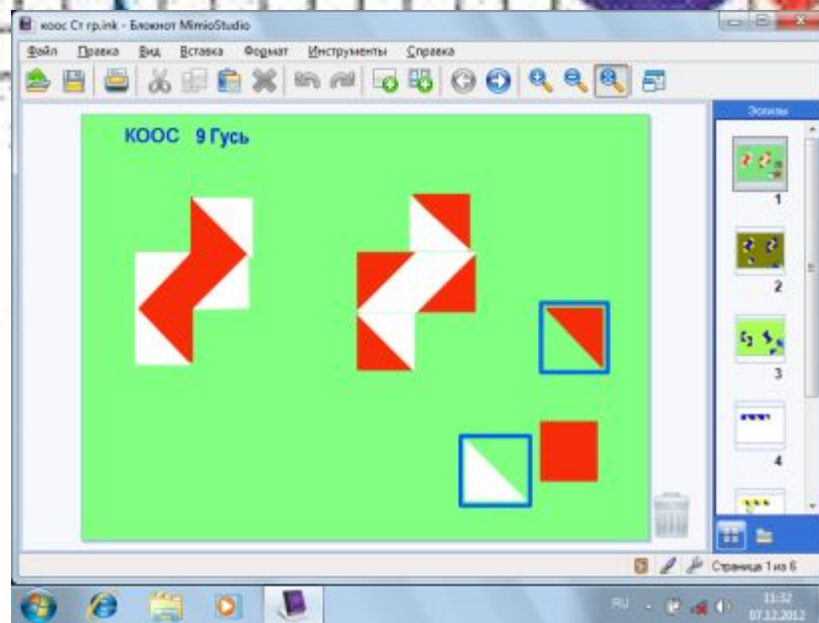 коос Ст гр.ink - Блокнот MimioStudio
Файл Правка Вид Вставка Формат Инструменты Справка
КООС 9 Гусь
Эскизы
1
2
3
4
Страница 1 из 6
RU
11:32
07.12.2012